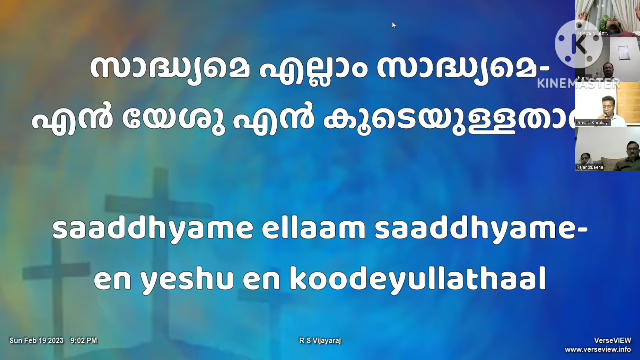 സാദ്ധ്യമെ എല്ലാം സാദ്ധ്യമെ-
എൻ യേശു എൻ കൂടെയുള്ളതാൽ
saaddhyame ellaam saaddhyame-
en yeshu en koodeyullathaal
K
KINEMASTER
Sun Feb 19 2023 9:02 PM
R S Vijayaraj
VerseVIEW
www.verseview.info